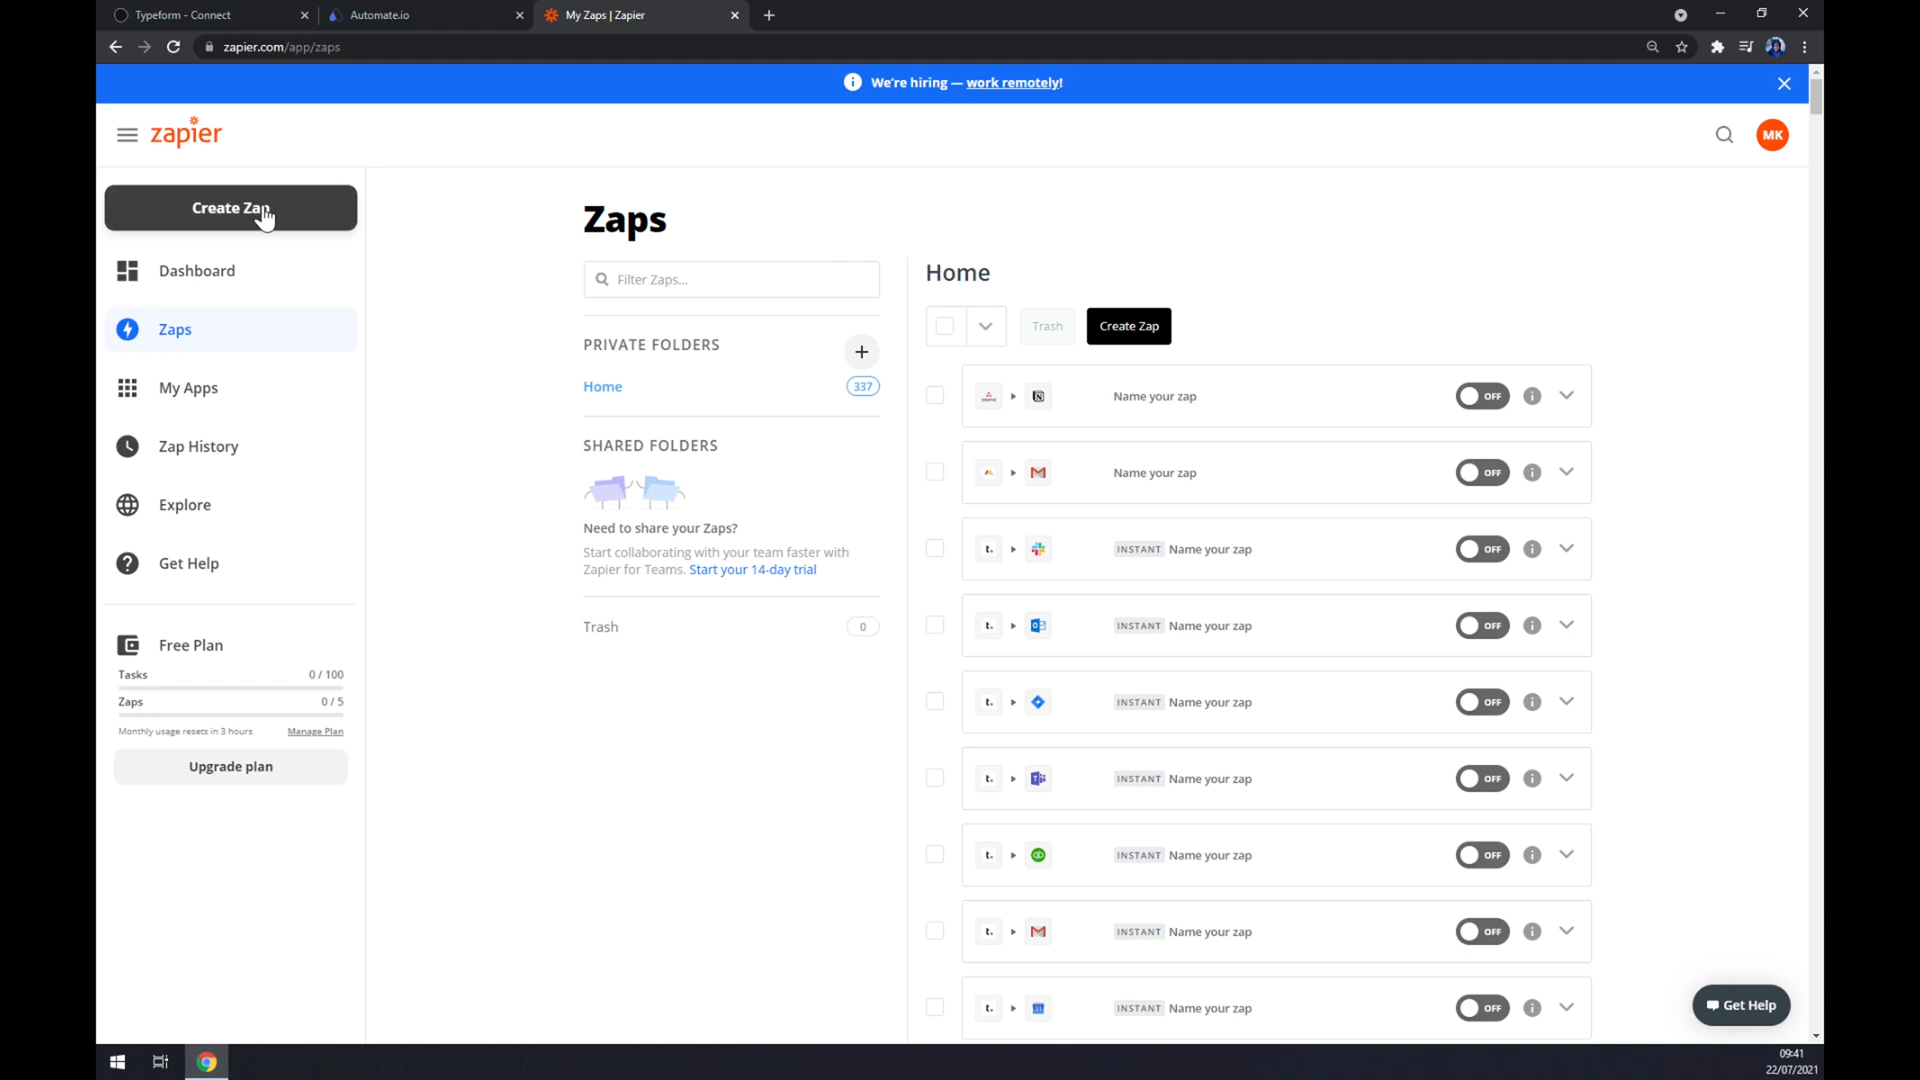 Typeform - Connect
Automate.io
My Zaps | Zapier
zapier.com/app/zaps
We're hiring — work remotely!
zapier
MK
Create Zap
Dashboard
Zaps
My Apps
Zap History
Explore
Get Help
Free Plan
Tasks 0 / 100
Zaps 0 / 5
Monthly usage resets in 3 hours Manage Plan
Upgrade plan
Zaps
Filter Zaps...
PRIVATE FOLDERS
Home 337
SHARED FOLDERS
Need to share your Zaps?
Start collaborating with your team faster with
Zapier for Teams. Start your 14-day trial
Trash 0
Home
Trash Create Zap
Name your zap OFF
Name your zap OFF
t. INSTANT Name your zap OFF
t. INSTANT Name your zap OFF
t. INSTANT Name your zap OFF
t. INSTANT Name your zap OFF
t. INSTANT Name your zap OFF
t. INSTANT Name your zap OFF
t. INSTANT Name your zap OFF
Get Help
09:41
22/07/2021